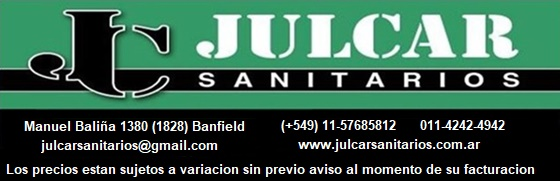 JC JULCAR
SANITARIOS
Manuel Baliña 1380 (1828) Banfield (+549) 11-57685812 011-4242-4942
julcarsanitarios@gmail.com www.julcarsanitarios.com.ar
Los precios estan sujetos a variacion sin previo aviso al momento de su facturacion